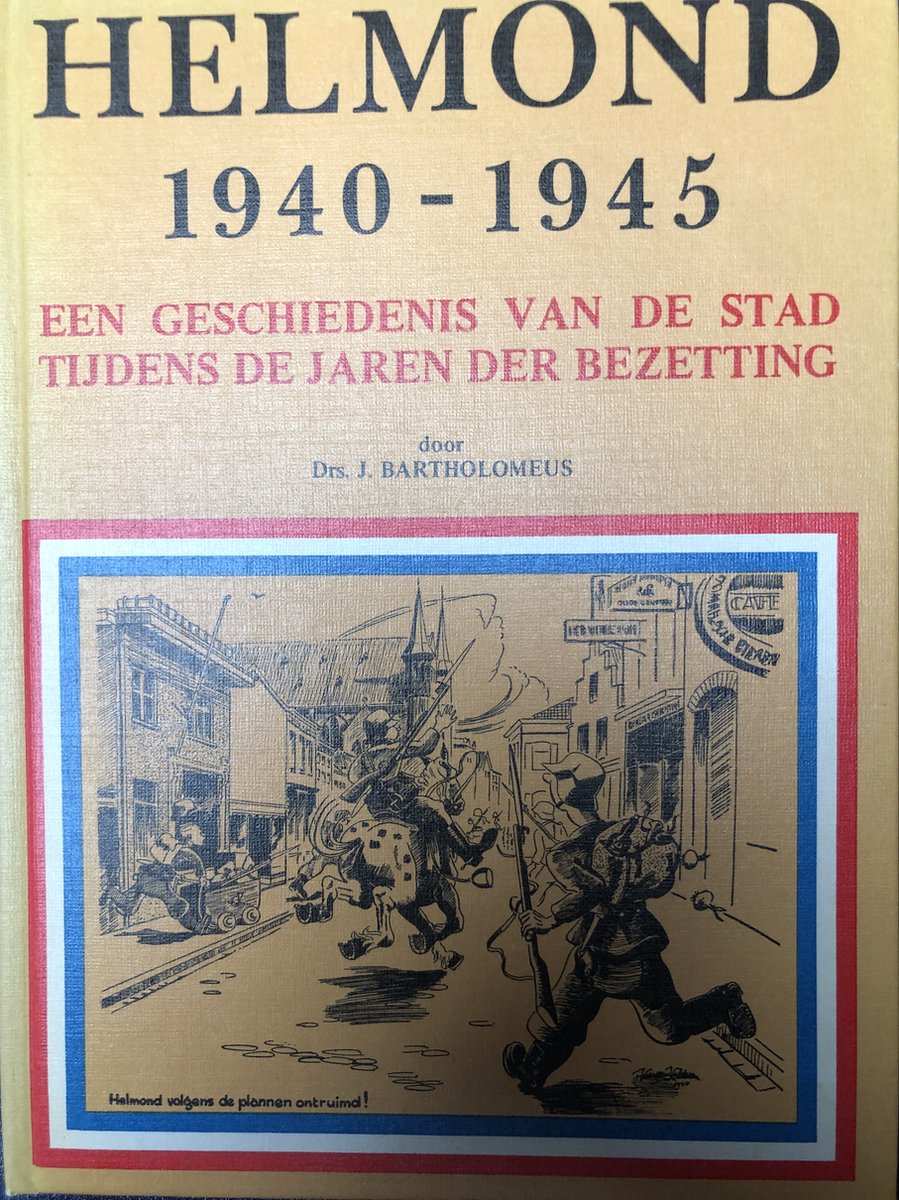 HELMOND
1940 - 1945
EEN GESCHIEDENIS VAN DE STAD
TIJDENS DE JAREN DER BEZETTING
door
Drs. J. BARTHOLOMEUS
CAFE
Helmond volgens de plannen ontruimd!